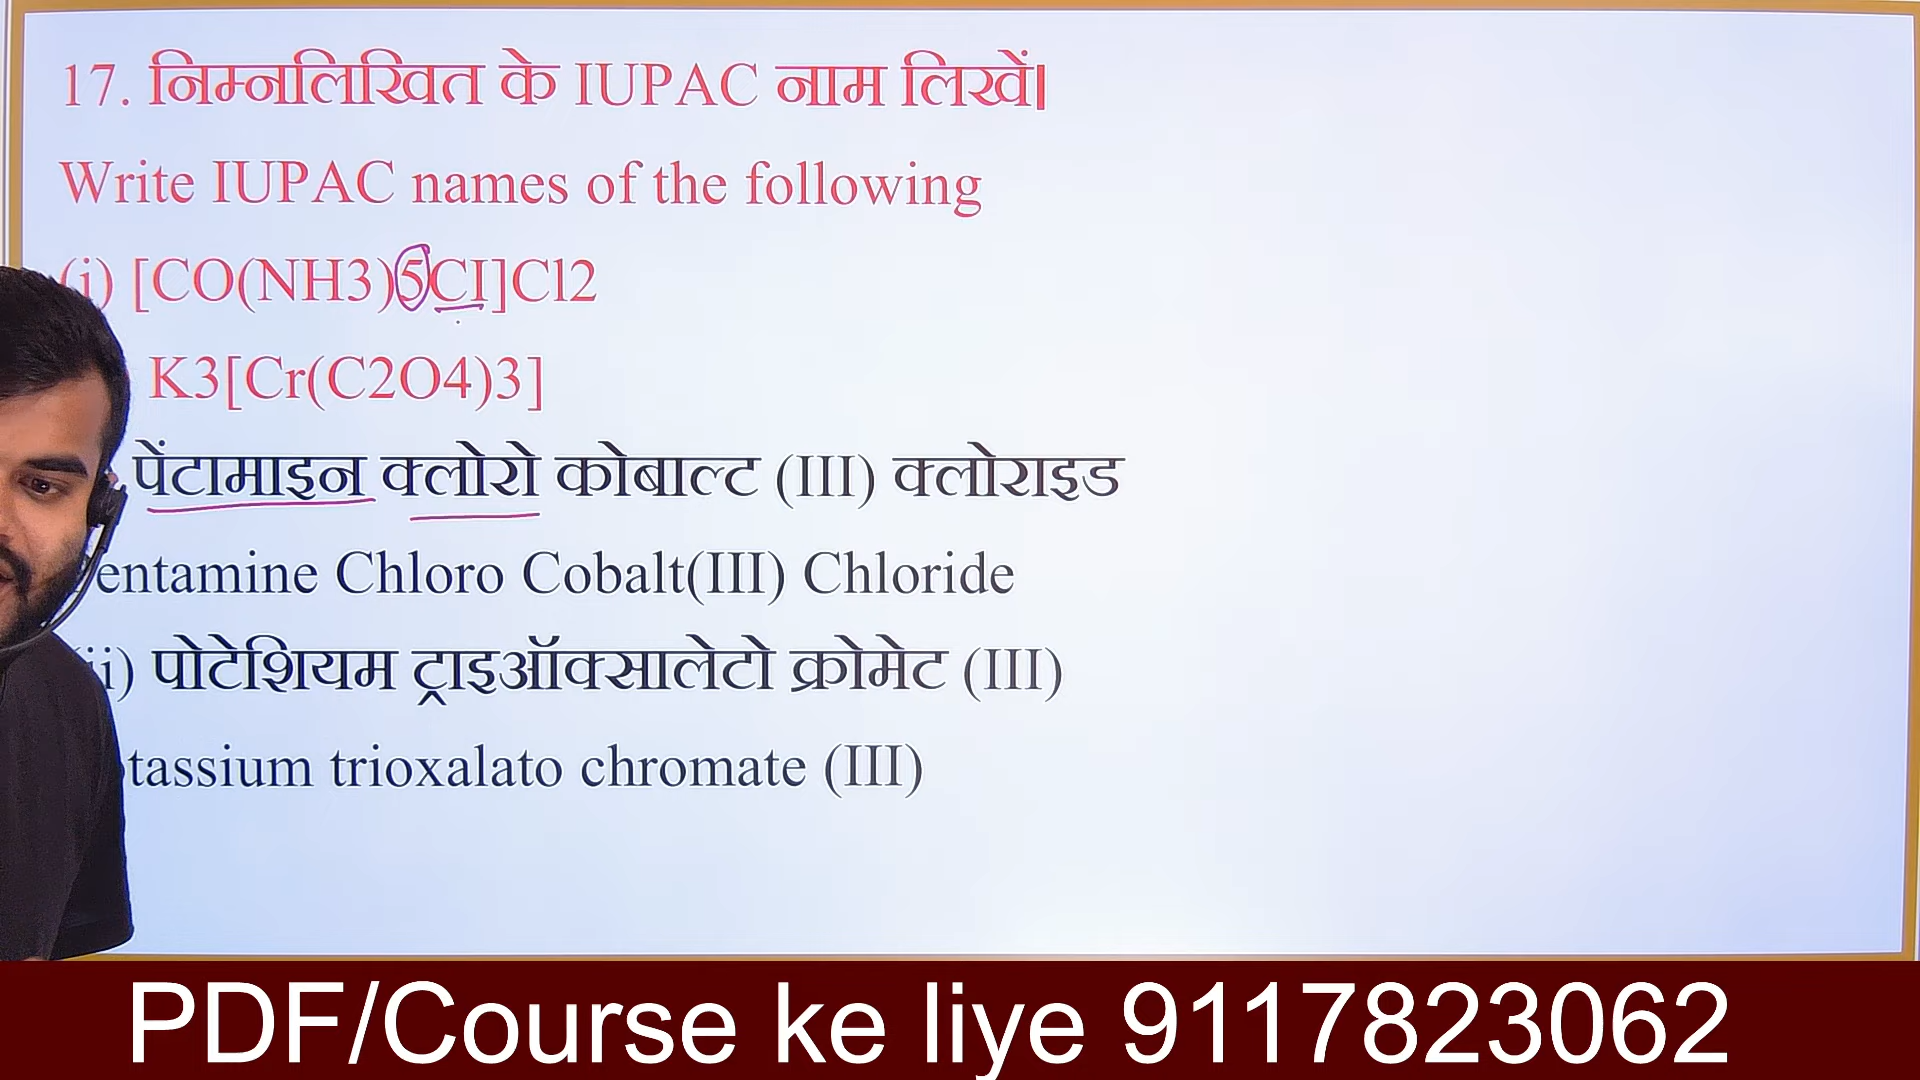 17. निम्नलिखित के IUPAC नाम लिखें।
Write IUPAC names of the following
(i) [CO(NH3)5CI]Cl2
K3[Cr(C2O4)3]
पेंटामाइन क्लोरो कोबाल्ट (III) क्लोराइड
entamine Chloro Cobalt(III) Chloride
ii) पोटेशियम ट्राइऑक्सालेटो क्रोमेट (III)
tassium trioxalato chromate (III)
PDF/Course ke liye 9117823062